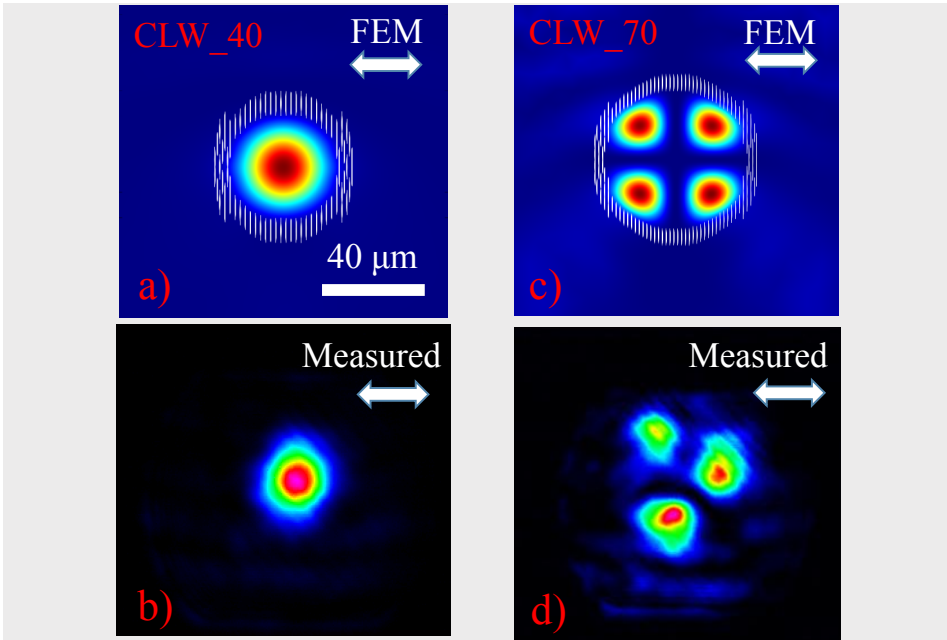 CLW_40
FEM
40 μm
a)
CLW_70
FEM
c)
Measured
b)
Measured
d)